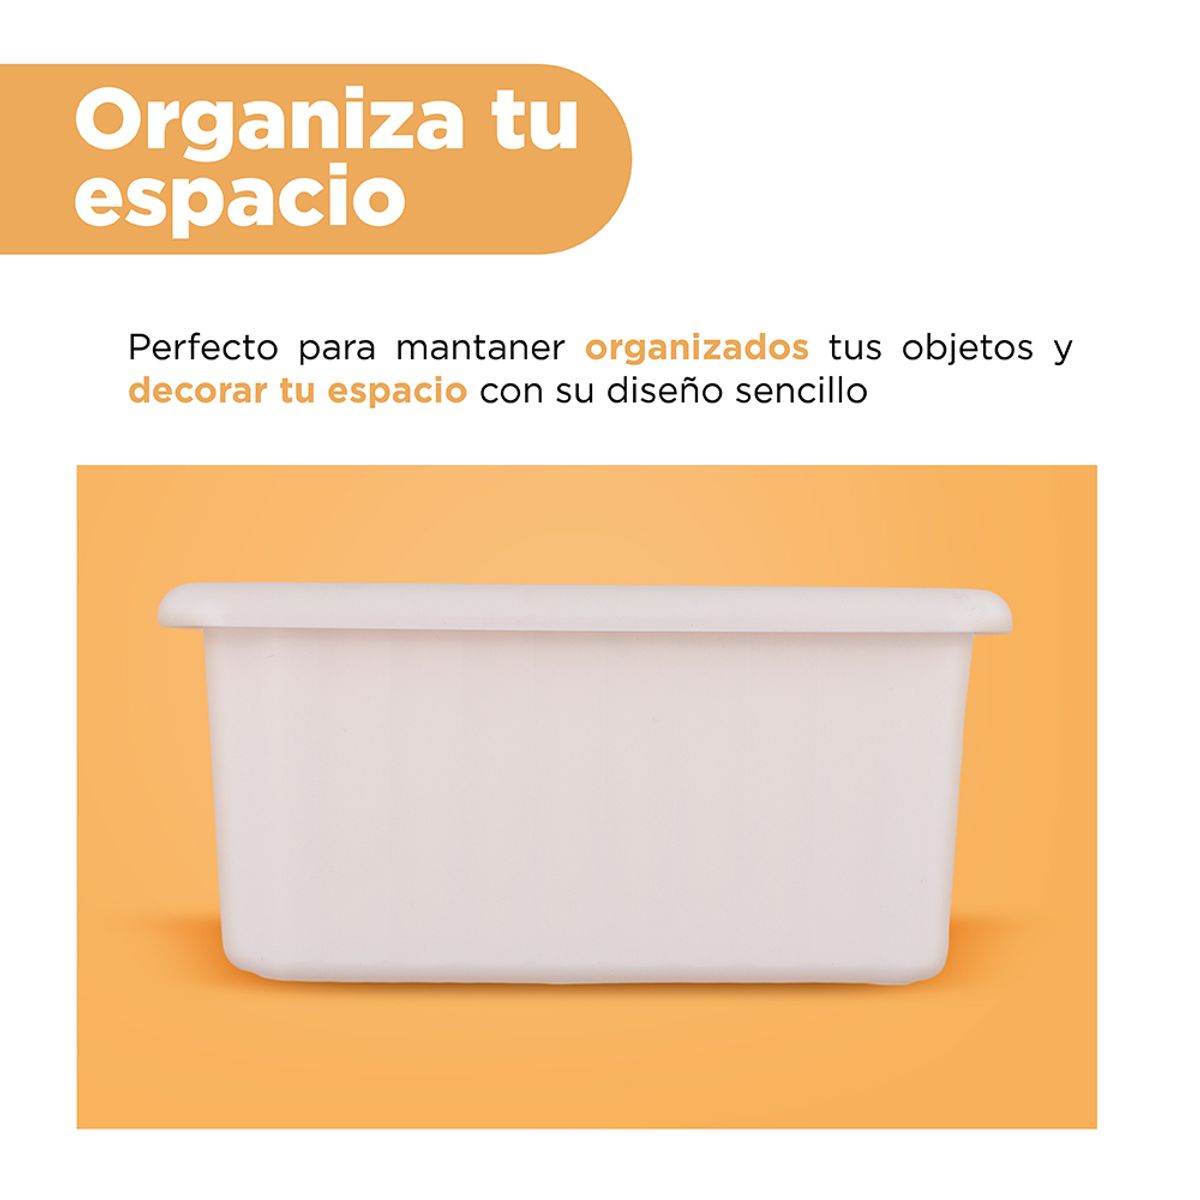 Organiza tu
espacio
Perfecto para mantaner organizados tus objetos y
decorar tu espacio con su diseño sencillo